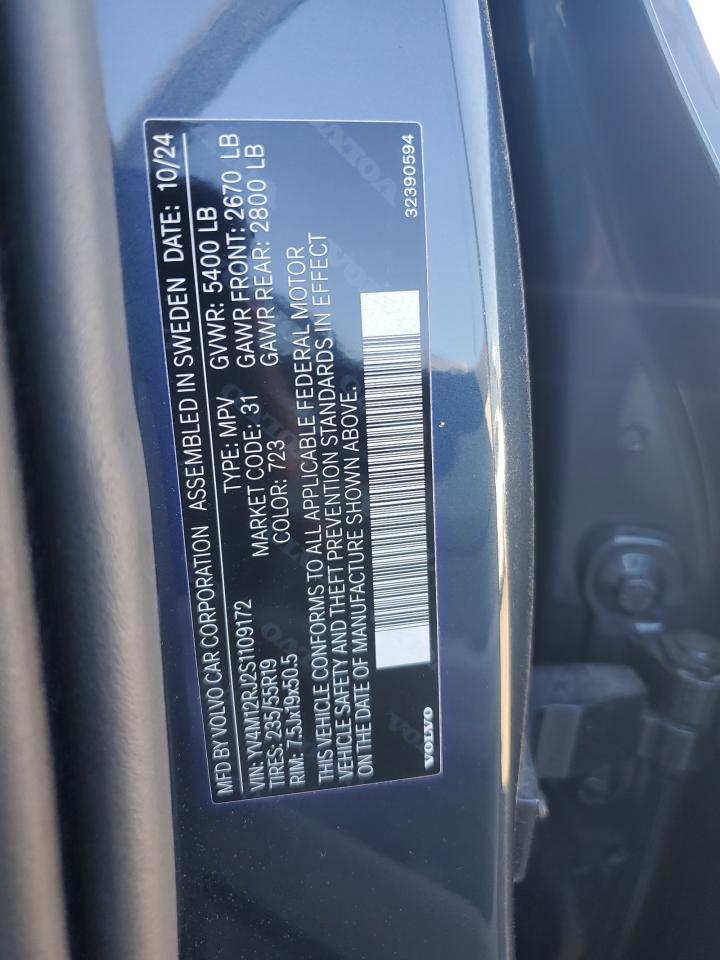 MFD BY VOLVO CAR CORPORATION ASSEMBLED IN SWEDEN DATE: 10/24
VIN: YV4M12RJ2S1109172 TYPE: MPV GVWR: 5400 LB
TIRES: 235/55R19 MARKET CODE: 31 GAWR FRONT: 2670 LB
RIM: 7.5Jx19x50.5 COLOR: 723 GAWR REAR: 2800 LB
THIS VEHICLE CONFORMS TO ALL APPLICABLE FEDERAL MOTOR
VEHICLE SAFETY AND THEFT PREVENTION STANDARDS IN EFFECT
ON THE DATE OF MANUFACTURE SHOWN ABOVE.
VOLVO 32390594